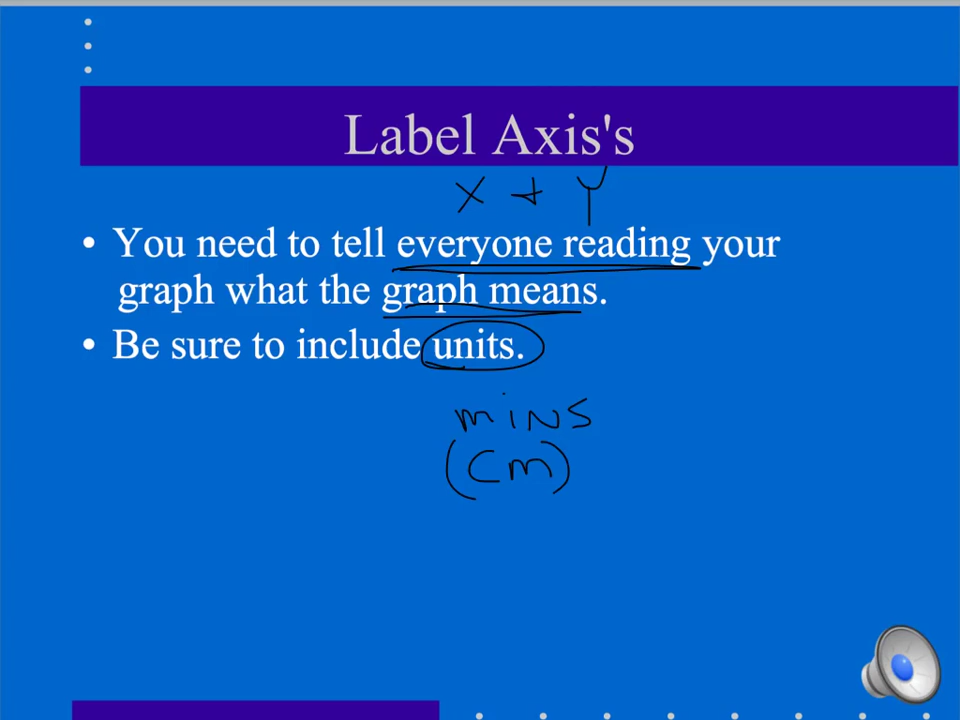 Label Axis's
X + Y
• You need to tell everyone reading your
graph what the graph means.
• Be sure to include units.
mins
(cm)